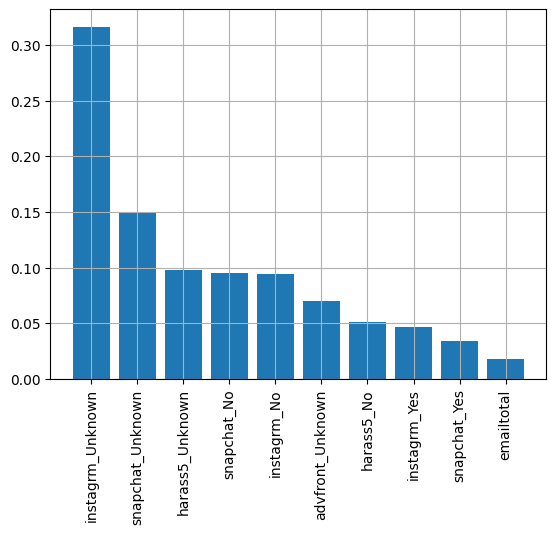 0.30
0.25
0.20
0.15
0.10
0.05
0.00
instagrm_Unknown
snapchat_Unknown
harass5_Unknown
snapchat_No
instagrm_No
advfront_Unknown
harass5_No
instagrm_Yes
snapchat_Yes
emailtotal